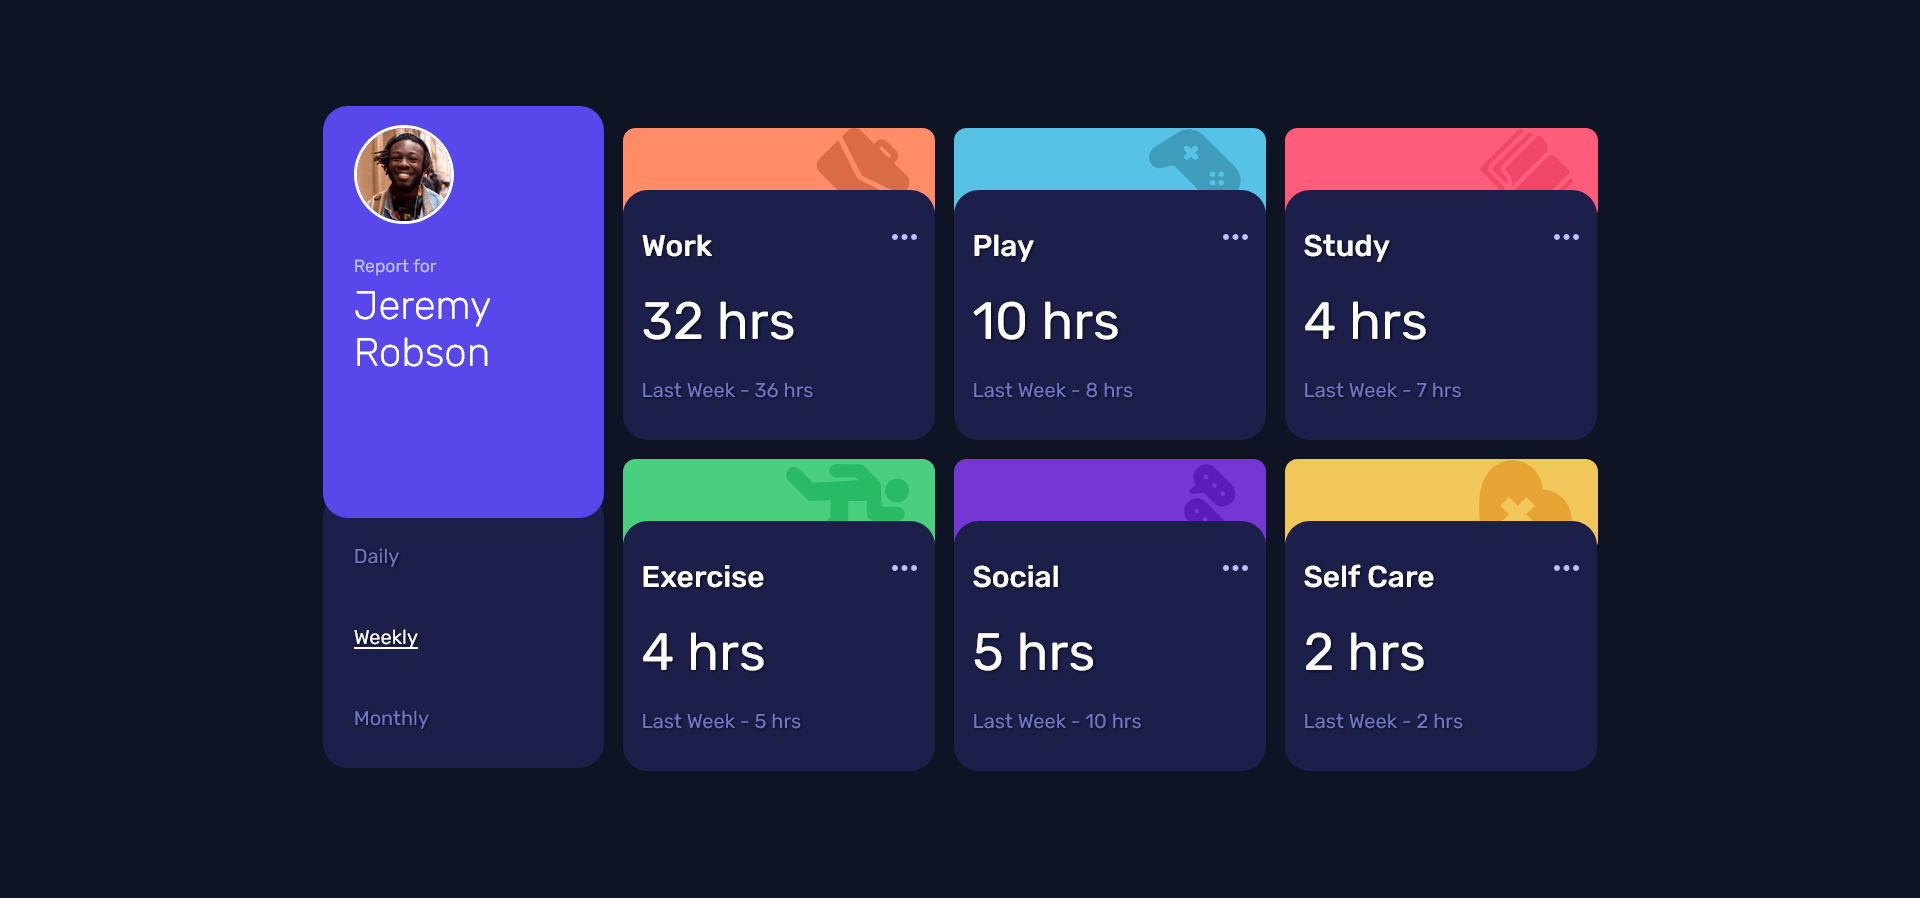 Report for
Jeremy
Robson
Daily
Weekly
Monthly
Work
32 hrs
Last Week - 36 hrs
Play
10 hrs
Last Week - 8 hrs
Study
4 hrs
Last Week - 7 hrs
Exercise
4 hrs
Last Week - 5 hrs
Social
5 hrs
Last Week - 10 hrs
Self Care
2 hrs
Last Week - 2 hrs